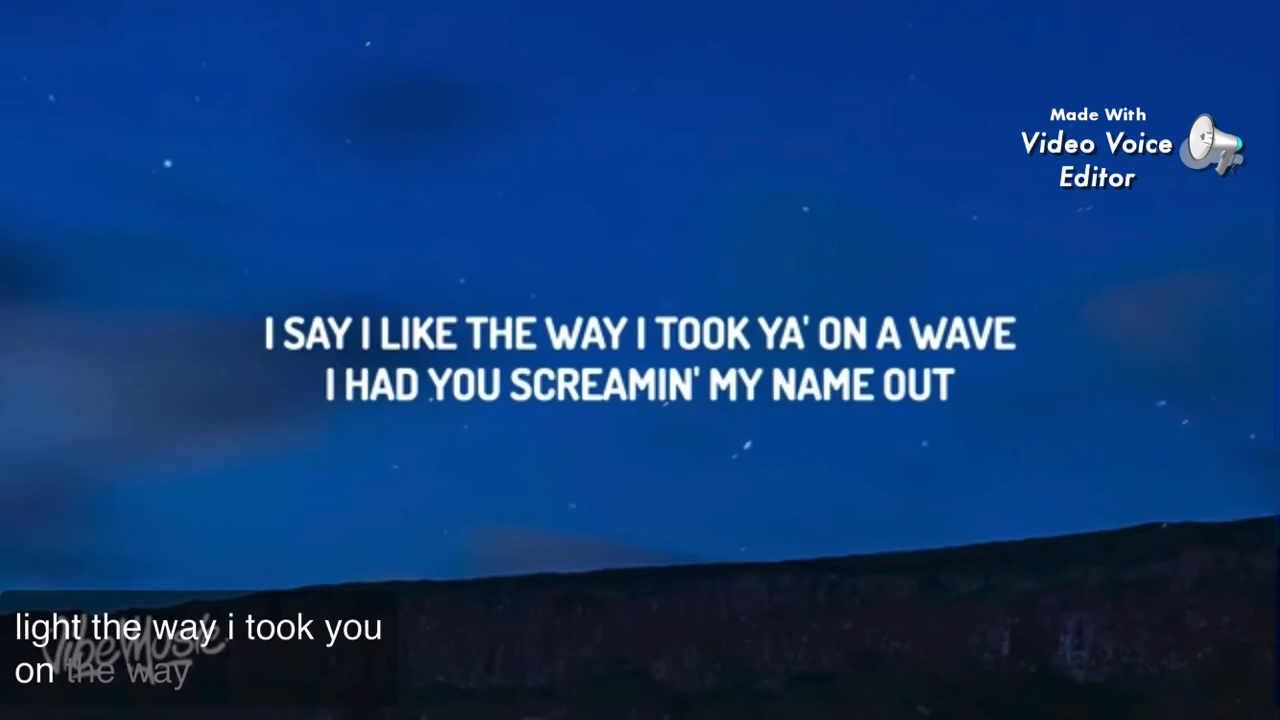 Made With
Video Voice
Editor
I SAY I LIKE THE WAY I TOOK YA' ON A WAVE
I HAD YOU SCREAMIN' MY NAME OUT
light the way i took you
on the way
VibeMusic